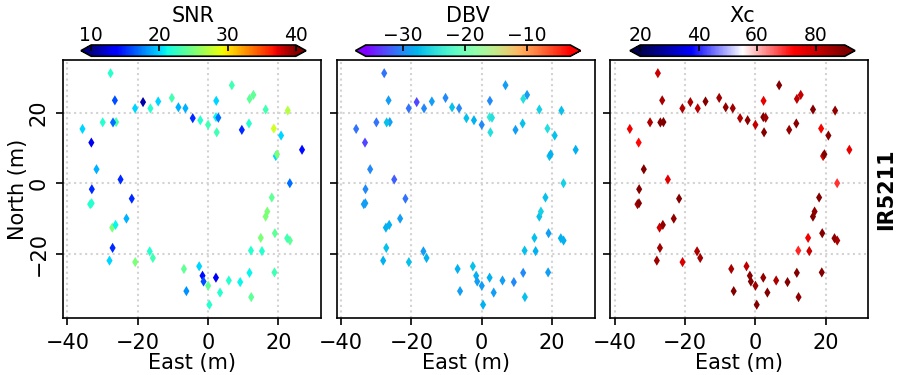 SNR DBV Xc
10 20 30 40 −30 −20 −10 20 40 60 80
North (m)
20
0
−20
−40 −20 0 20 −40 −20 0 20 −40 −20 0 20
East (m) East (m) East (m)
IR5211